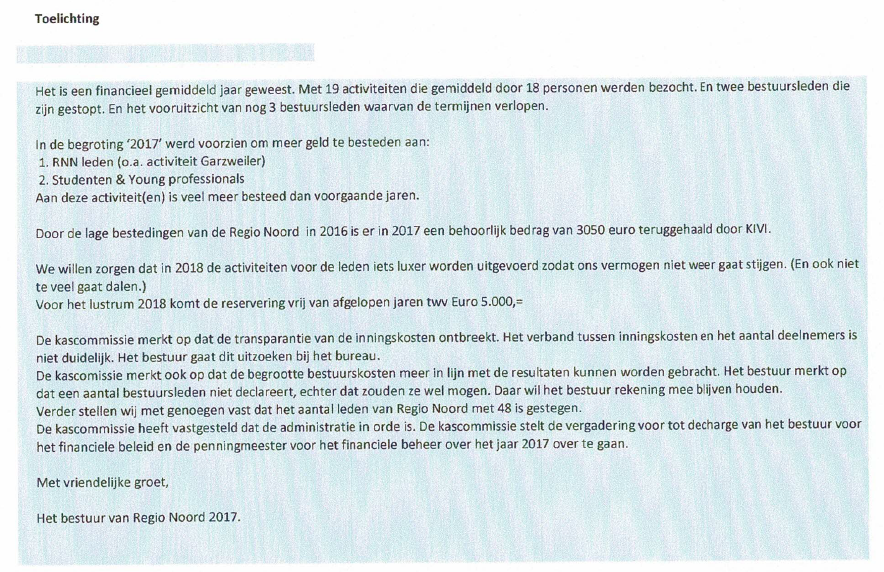 Toelichting
Het is een financieel gemiddeld jaar geweest. Met 19 activiteiten die gemiddeld door 18 personen werden bezocht. En twee bestuursleden die
zijn gestopt. En het vooruitzicht van nog 3 bestuursleden waarvan de termijnen verlopen.
In de begroting '2017' werd voorzien om meer geld te besteden aan:
1. RNN leden (o.a. activiteit Garzweiler)
2. Studenten & Young professionals
Aan deze activiteit(en) is veel meer besteed dan voorgaande jaren.
Door de lage bestedingen van de Regio Noord in 2016 is er in 2017 een behoorlijk bedrag van 3050 euro teruggehaald door KIVI.
We willen zorgen dat in 2018 de activiteiten voor de leden iets luxer worden uitgevoerd zodat ons vermogen niet weer gaat stijgen. (En ook niet
te veel gaat dalen.)
Voor het lustrum 2018 komt de reservering vrij van afgelopen jaren twv Euro 5.000,=
De kascommissie merkt op dat de transparantie van de inningskosten ontbreekt. Het verband tussen inningskosten en het aantal deelnemers is
niet duidelijk. Het bestuur gaat dit uitzoeken bij het bureau.
De kascomissie merkt ook op dat de begrootte bestuurskosten meer in lijn met de resultaten kunnen worden gebracht. Het bestuur merkt op
dat een aantal bestuursleden niet declareert, echter dat zouden ze wel mogen. Daar wil het bestuur rekening mee blijven houden.
Verder stellen wij met genoegen vast dat het aantal leden van Regio Noord met 48 is gestegen.
De kascommissie heeft vastgesteld dat de administratie in orde is. De kascommissie stelt de vergadering voor tot decharge van het bestuur voor
het financiele beleid en de penningmeester voor het financiele beheer over het jaar 2017 over te gaan.
Met vriendelijke groet,
Het bestuur van Regio Noord 2017.